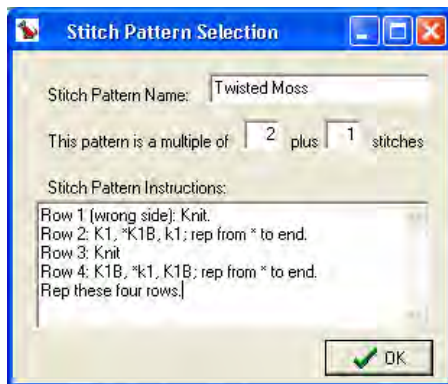 Stitch Pattern Selection
Stitch Pattern Name: Twisted Moss
This pattern is a multiple of 2 plus 1 stitches
Stitch Pattern Instructions:
Row 1 (wrong side): Knit.
Row 2: K1, *K1B, k1; rep from * to end.
Row 3: Knit
Row 4: K1B, *k1, K1B; rep from * to end.
Rep these four rows.
OK